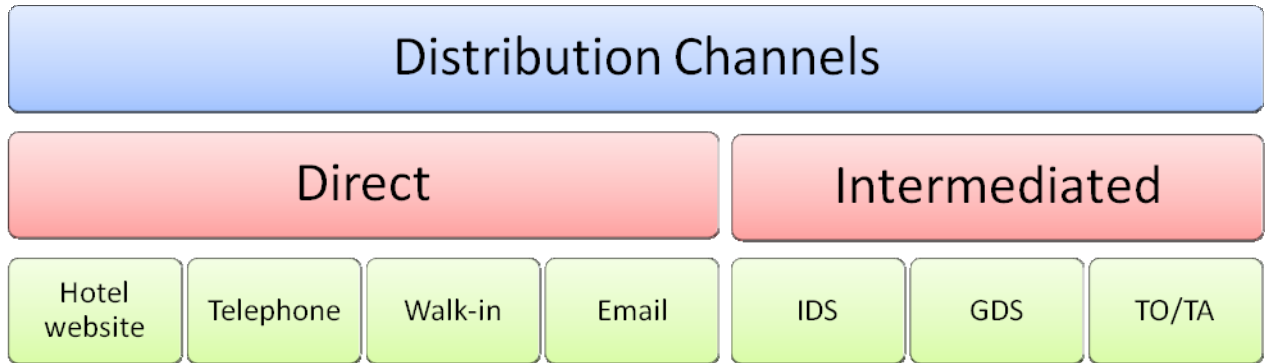 Distribution Channels
Direct
Intermediated
Hotel
website
Telephone
Walk-in
Email
IDS
GDS
TO/TA